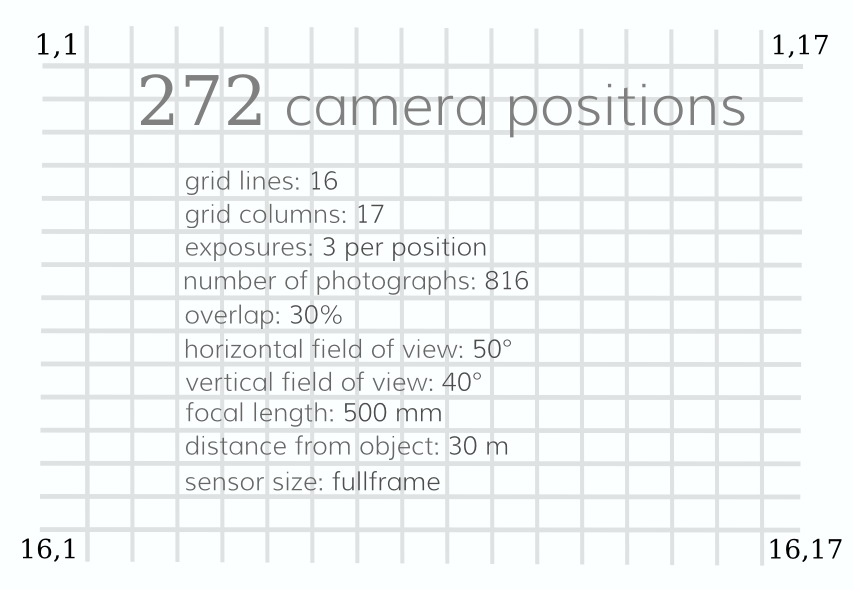 1,1
1,17
272 camera positions
grid lines: 16
grid columns: 17
exposures: 3 per position
number of photographs: 816
overlap: 30%
horizontal field of view: 50°
vertical field of view: 40°
focal length: 500 mm
distance from object: 30 m
sensor size: fullframe
16,1
16,17